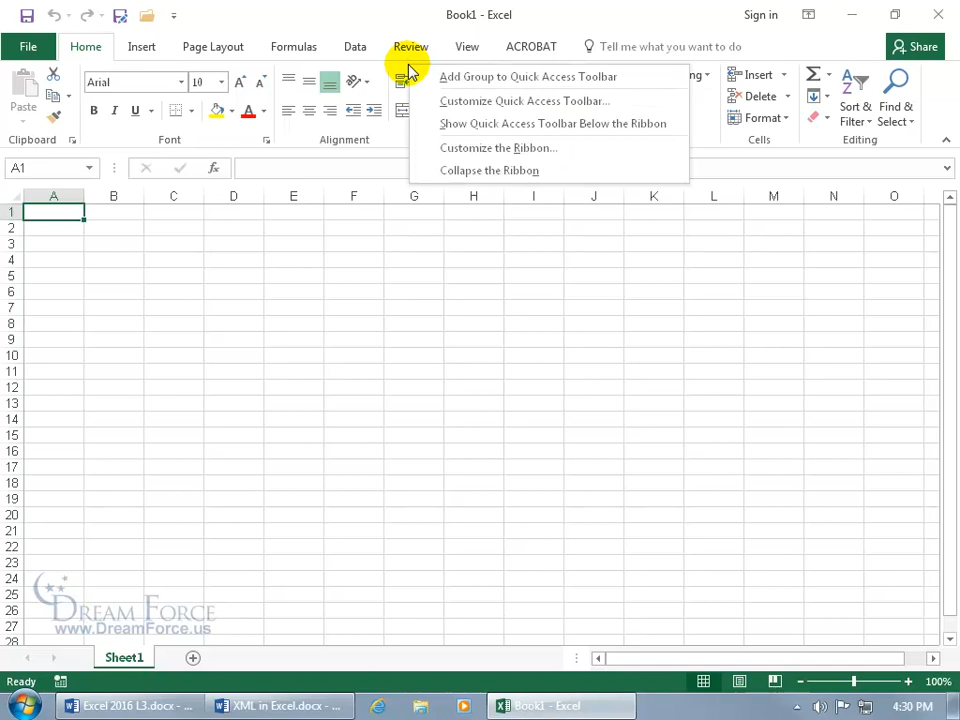 Book1 - Excel
Sign in
File
Home
Insert
Page Layout
Formulas
Data
Review
View
ACROBAT
Tell me what you want to do
Share
Paste
Arial
10
B I U
A
Clipboard
Font
Alignment
Add Group to Quick Access Toolbar
Customize Quick Access Toolbar...
Show Quick Access Toolbar Below the Ribbon
Customize the Ribbon...
Collapse the Ribbon
Insert
Delete
Format
Cells
Sort &
Filter
Find &
Select
Editing
A1
fx
A B C D E F G H I J K L M N O
1
2
3
4
5
6
7
8
9
10
11
12
13
14
15
16
17
18
19
20
21
22
23
24
25
26
27
28
DREAM FORCE
www.DreamForce.us
Sheet1
Ready
100%
Excel 2016 L3.docx - ...
XML in Excel.docx - ...
Book1 - Excel
4:30 PM